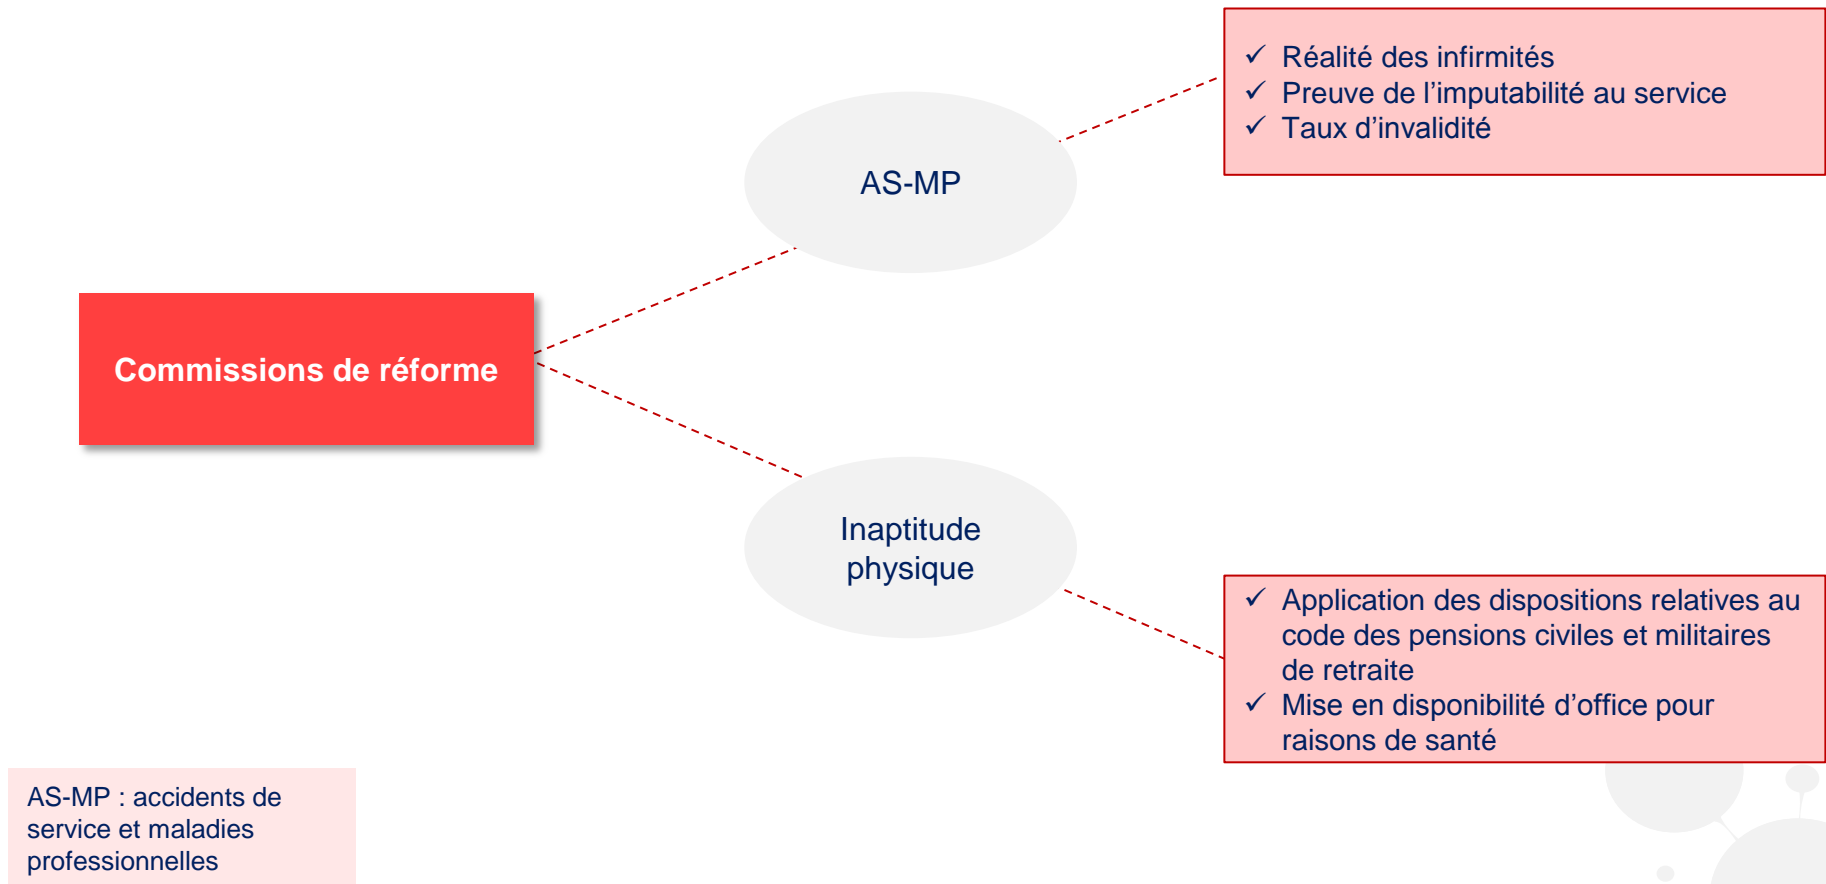 ✓ Réalité des infirmités
✓ Preuve de l’imputabilité au service
✓ Taux d’invalidité
AS-MP
Commissions de réforme
Inaptitude
physique
✓ Application des dispositions relatives au
code des pensions civiles et militaires
de retraite
✓ Mise en disponibilité d’office pour
raisons de santé
AS-MP : accidents de
service et maladies
professionnelles